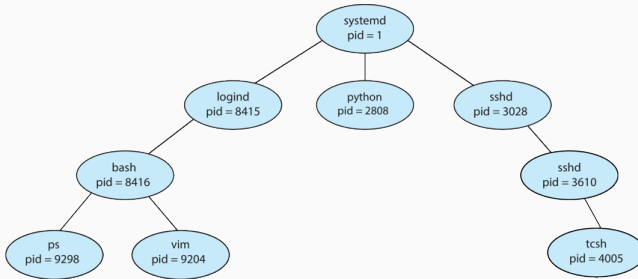 systemd
pid = 1
logind
pid = 8415
python
pid = 2808
sshd
pid = 3028
bash
pid = 8416
sshd
pid = 3610
ps
pid = 9298
vim
pid = 9204
tcsh
pid = 4005